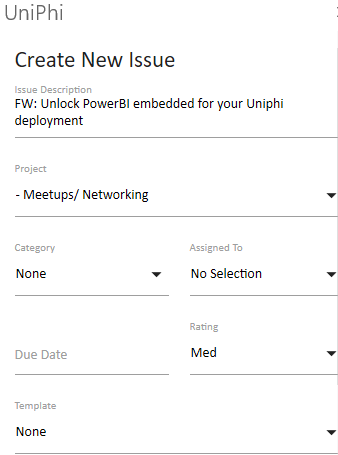 UniPhi
Create New Issue
Issue Description
FW: Unlock PowerBI embedded for your Uniphi
deployment
Project
- Meetups/ Networking
Category
Assigned To
None
No Selection
Rating
Due Date
Med
Template
None